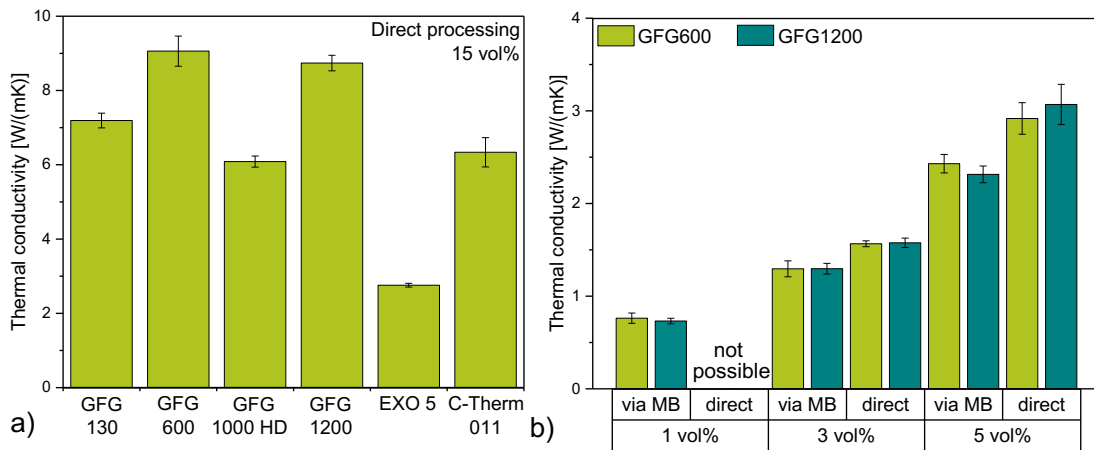 Thermal conductivity [W/(mK)]
10
8
6
4
2
0
Direct processing
15 vol%
GFG
130
GFG
600
GFG
1000 HD
GFG
1200
EXO 5
C-Therm
011
a)
Thermal conductivity [W/(mK)]
4
3
2
1
0
GFG600
GFG1200
not
possible
via MB direct via MB direct via MB direct
1 vol% 3 vol% 5 vol%
b)